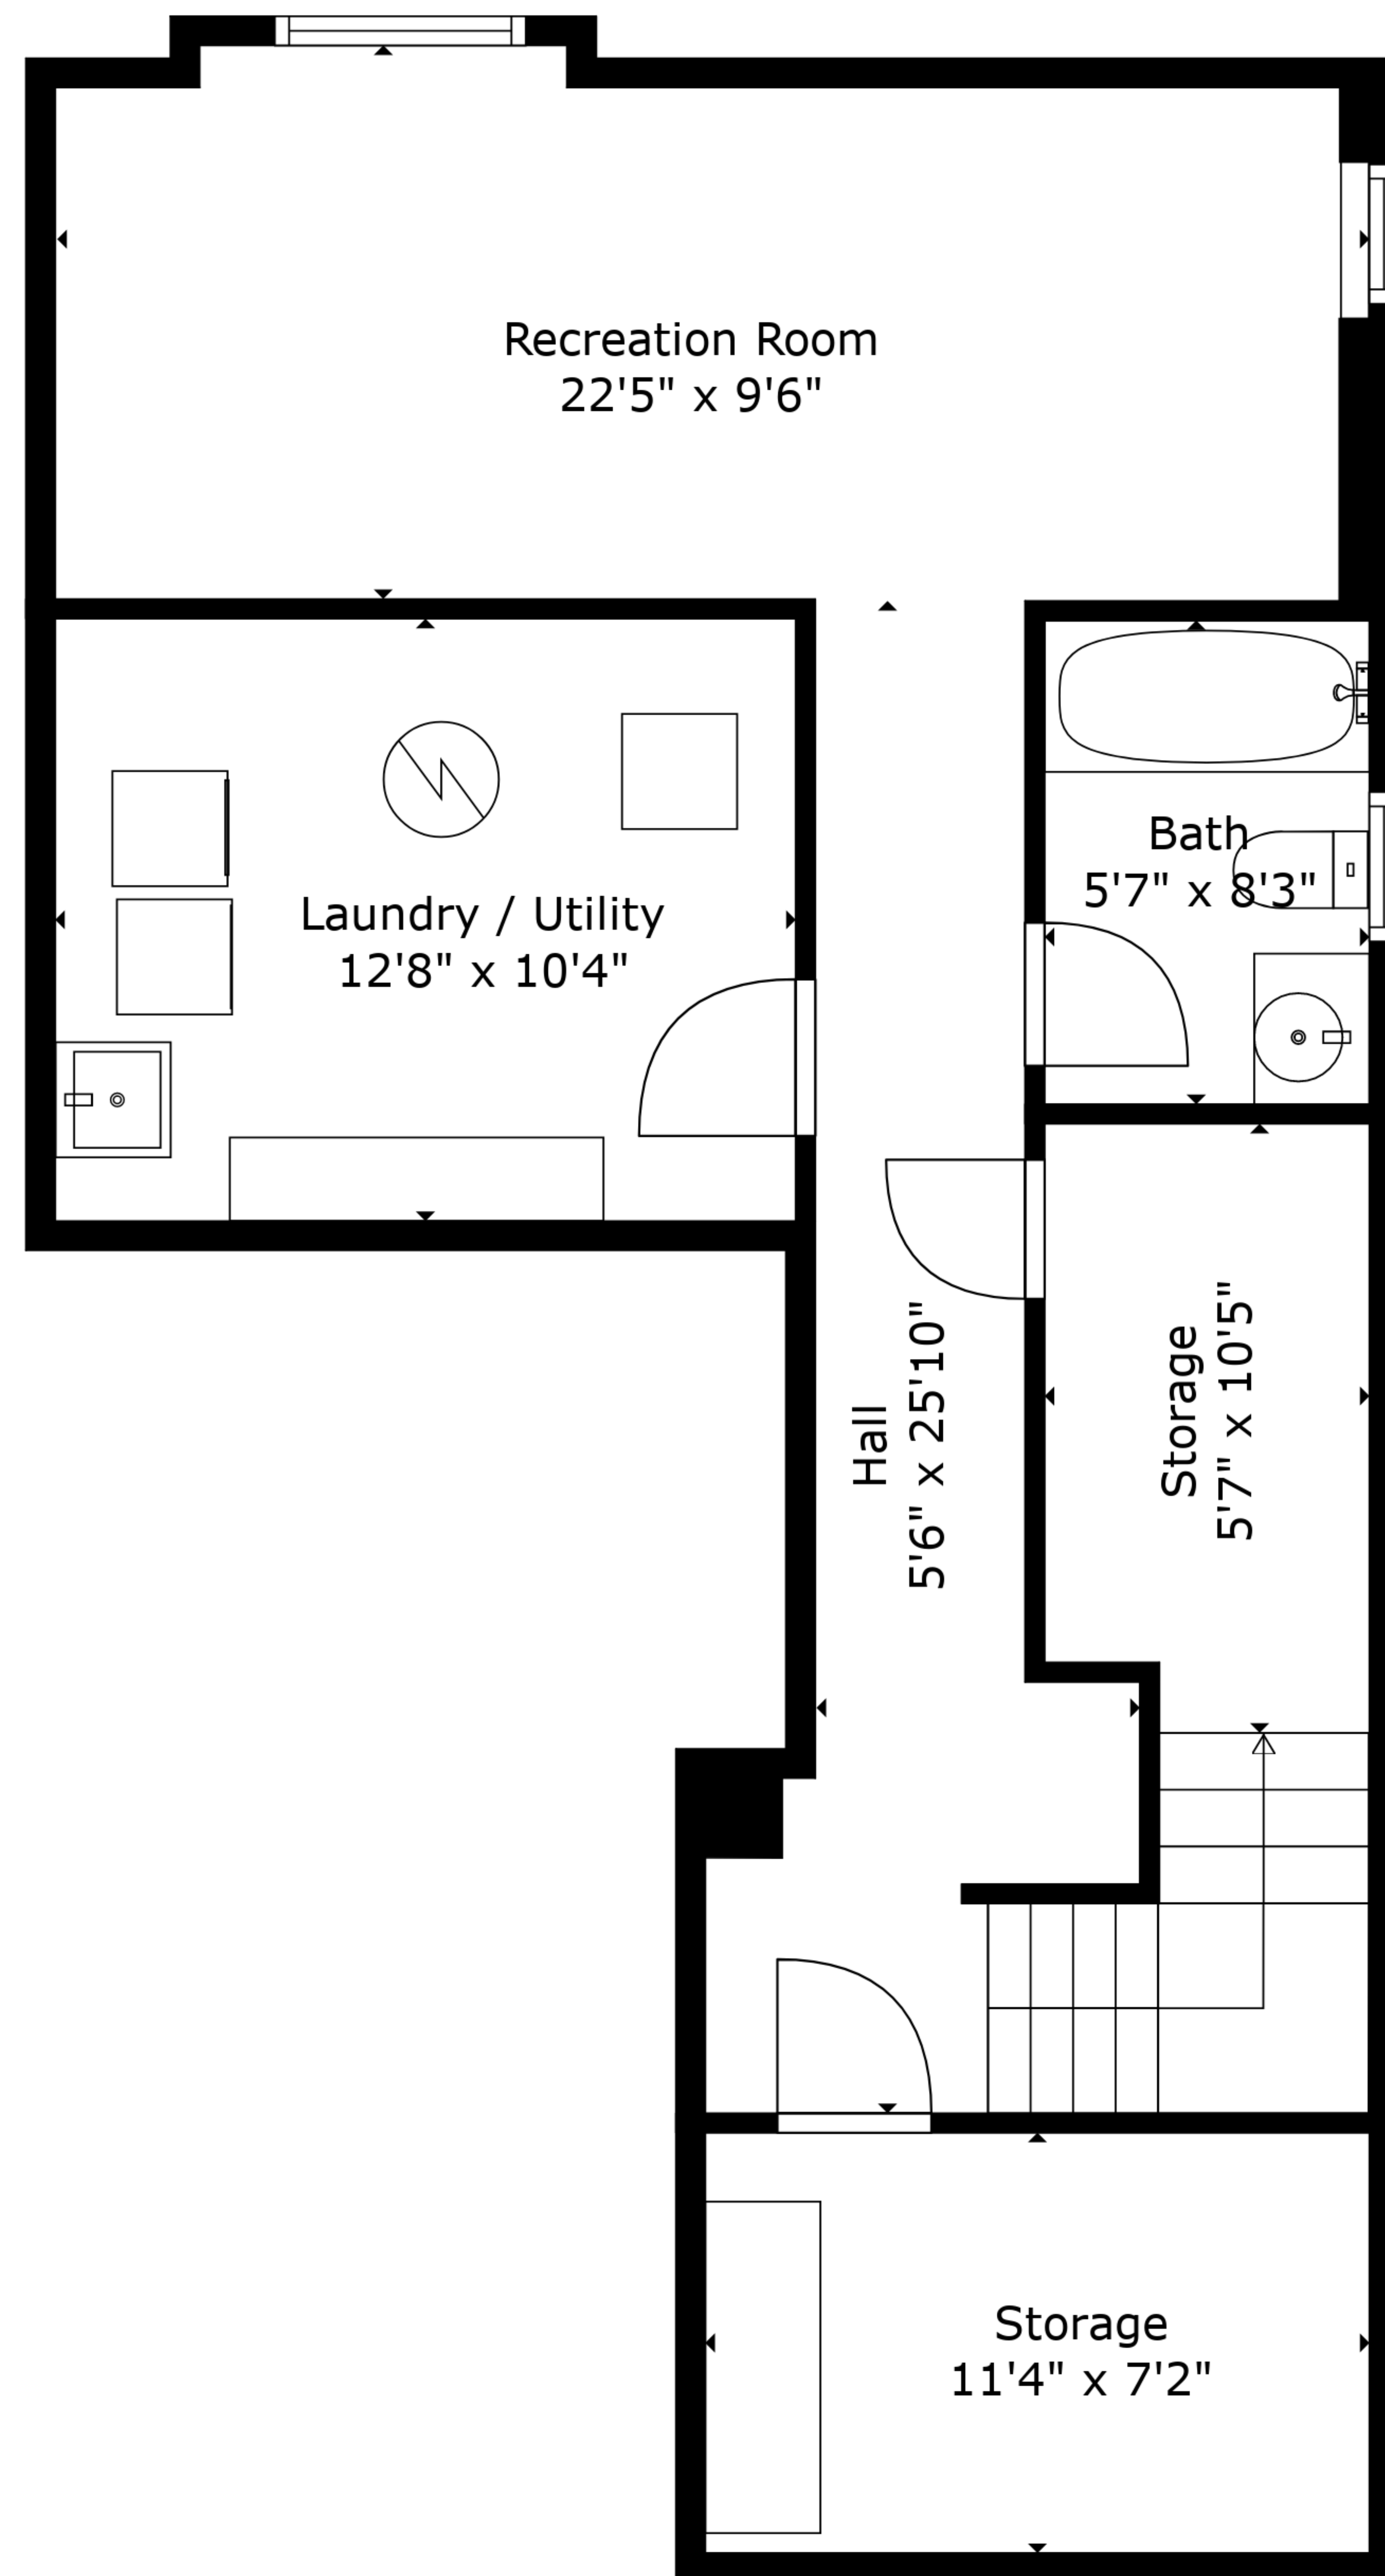 Recreation Room
22'5" x 9'6"
Laundry / Utility
12'8" x 10'4"
Bath
5'7" x 8'3"
Hall
5'6" x 25'10"
Storage
5'7" x 10'5"
Storage
11'4" x 7'2"